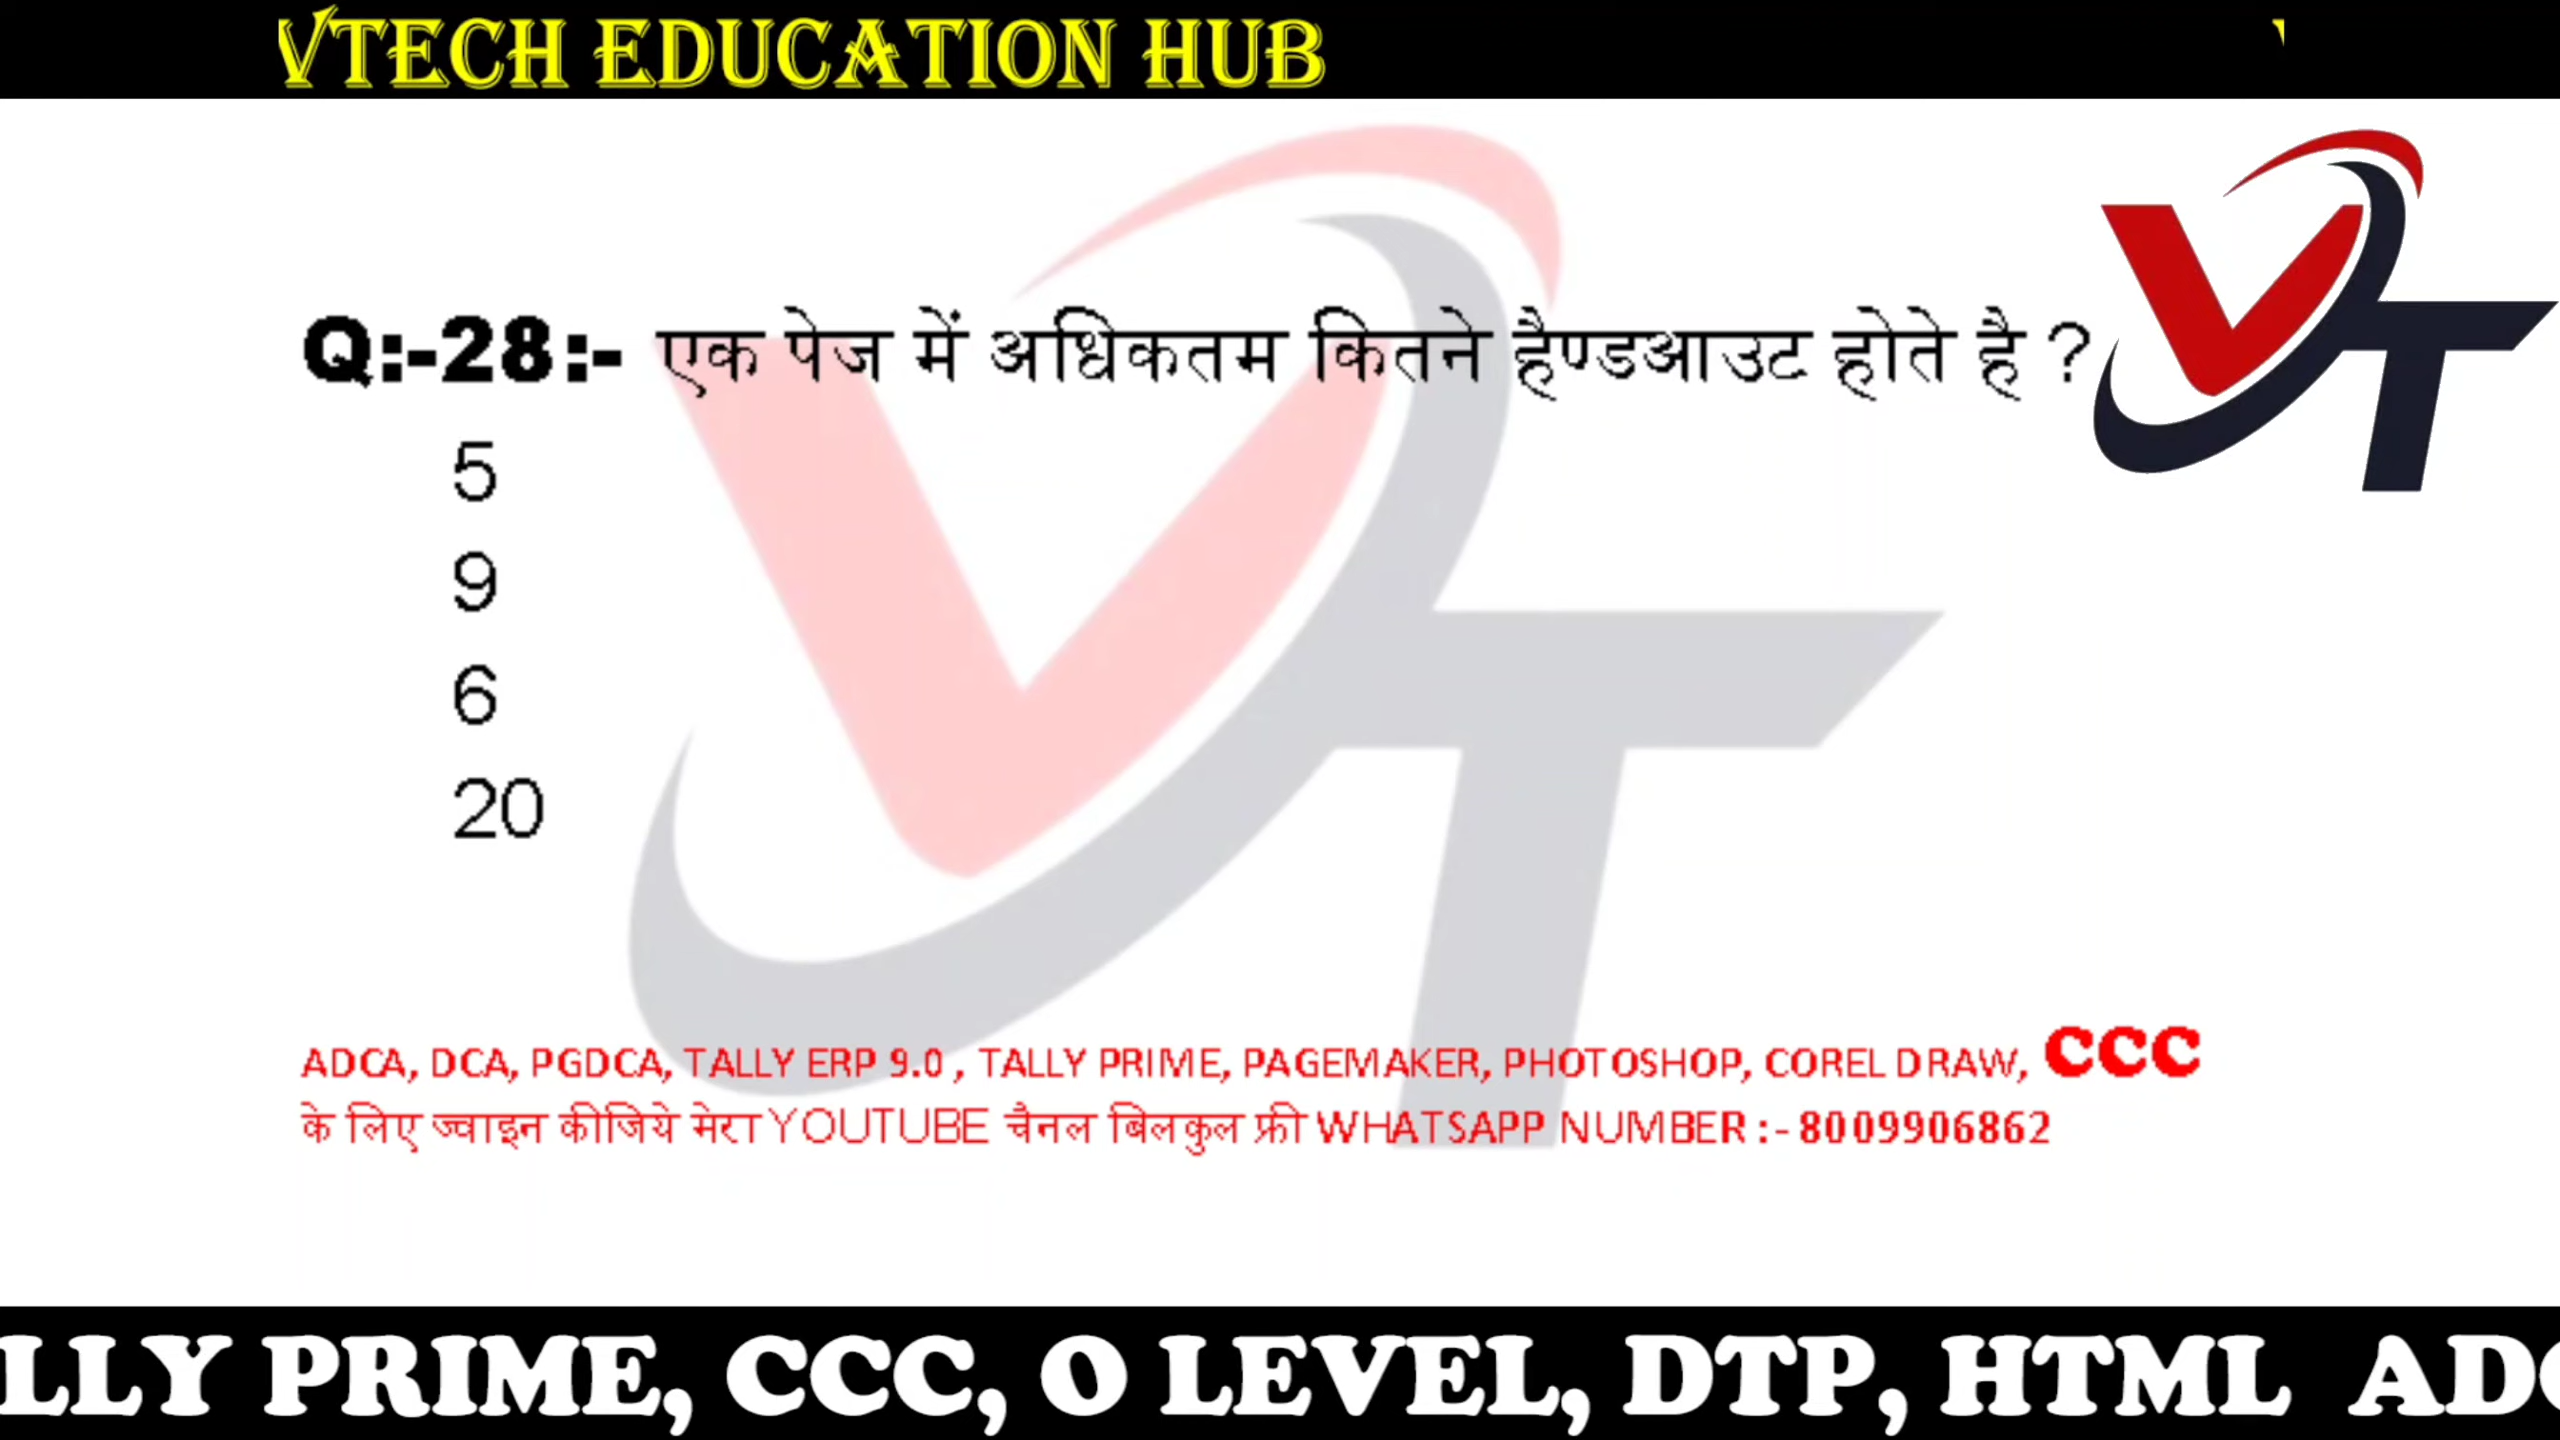 VTECH EDUCATION HUB
Q:-28:- एक पेज में अधिकतम कितने हैण्डआउट होते है ?
5
9
6
20
ADCA, DCA, PGDCA, TALLY ERP 9.0 , TALLY PRIME, PAGEMAKER, PHOTOSHOP, COREL DRAW, CCC
के लिए ज्वाइन कीजिये मेरा YOUTUBE चैनल बिलकुल फ्री WHATSAPP NUMBER :- 8009906862
LLY PRIME, CCC, O LEVEL, DTP, HTML AD